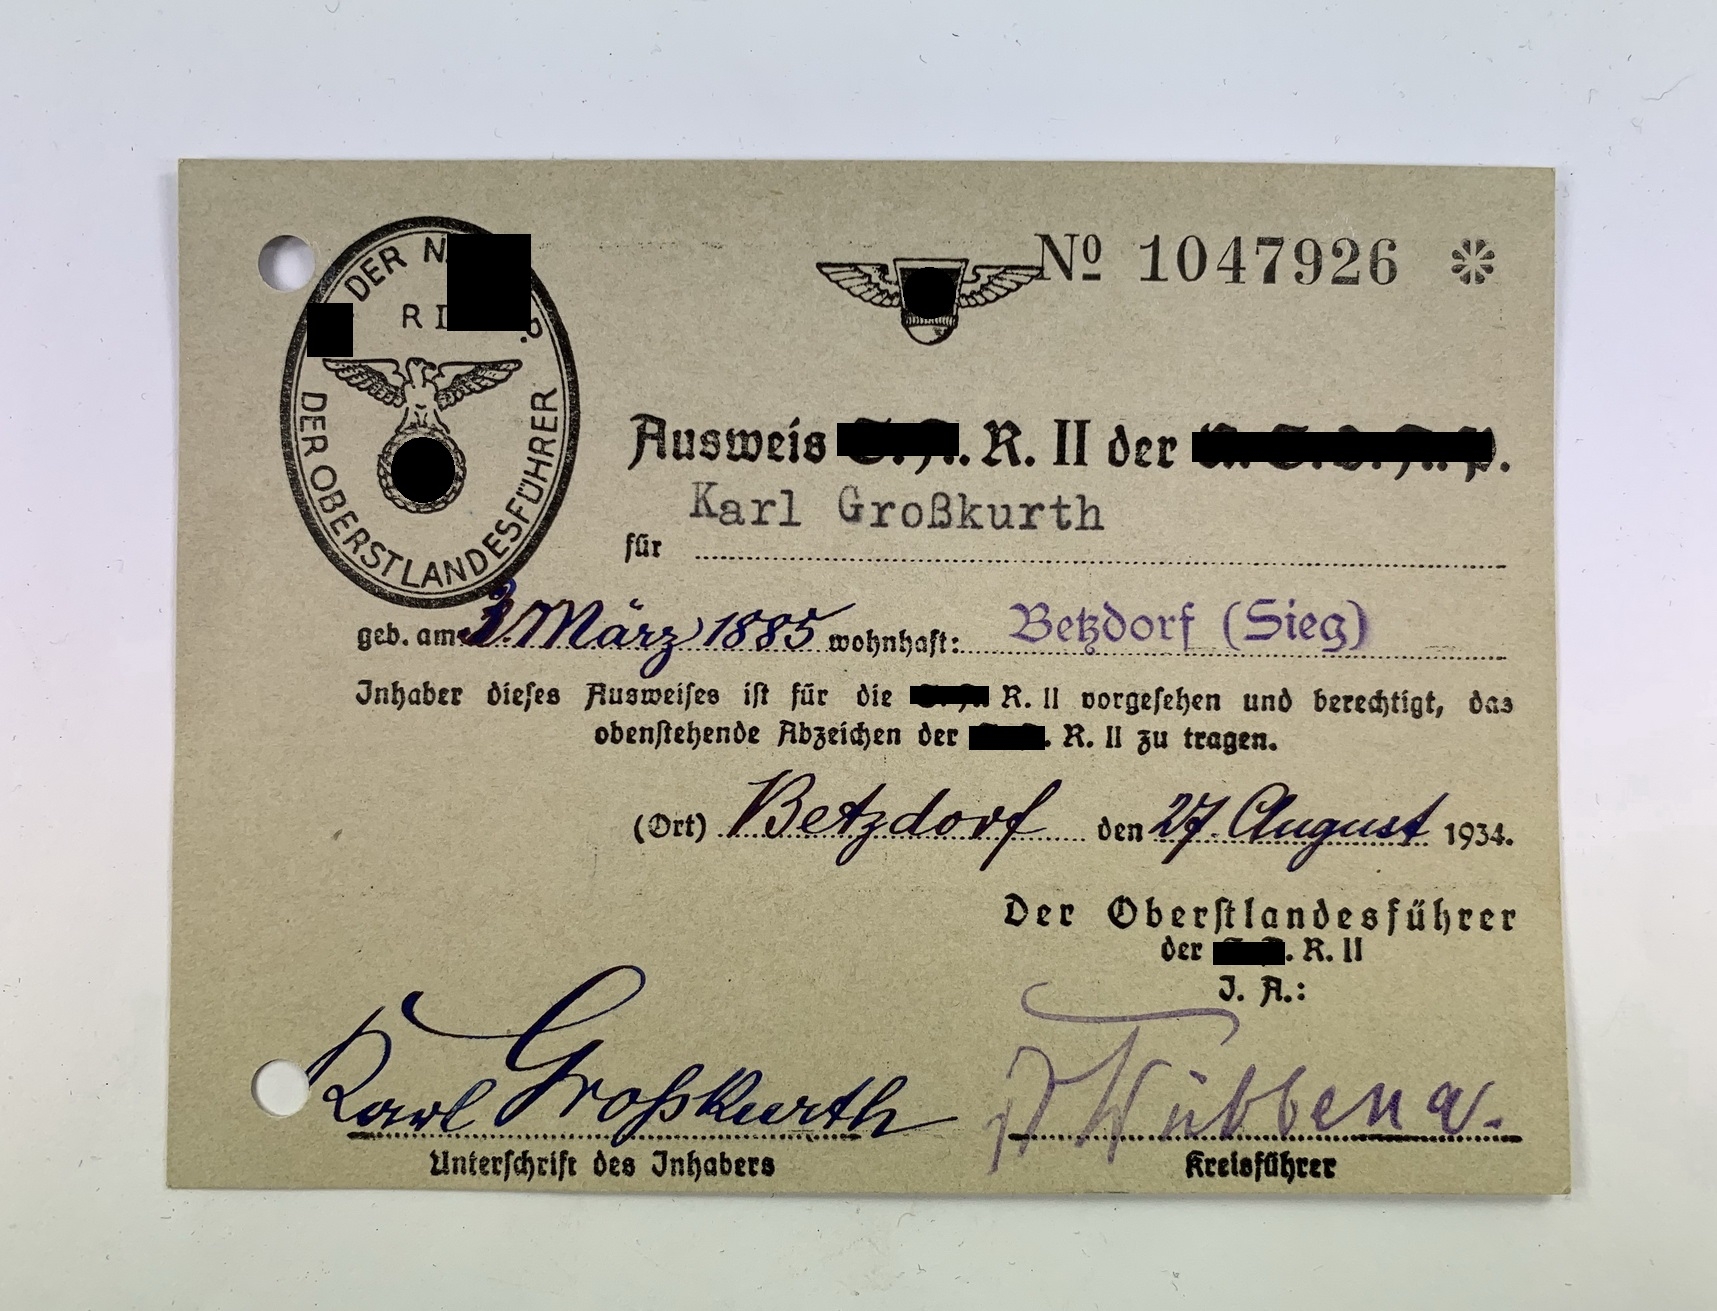 DER N
R I
DER OBERSTLANDESFÜHRER
Nº 1047926
Ausweis R. II der
Karl Großkurth
für
geb. am 3. März 1885 wohnhaft: Betzdorf (Sieg)
Inhaber dieses Ausweises ist für die R. II vorgesehen und berechtigt, das
obenstehende Abzeichen der R. II zu tragen.
(Ort) Betzdorf den 27. August 1934.
Der Oberstlandesführer
der R. II
I. A.:
Karl Großkurth
Unterschrift des Inhabers
Kreisführer